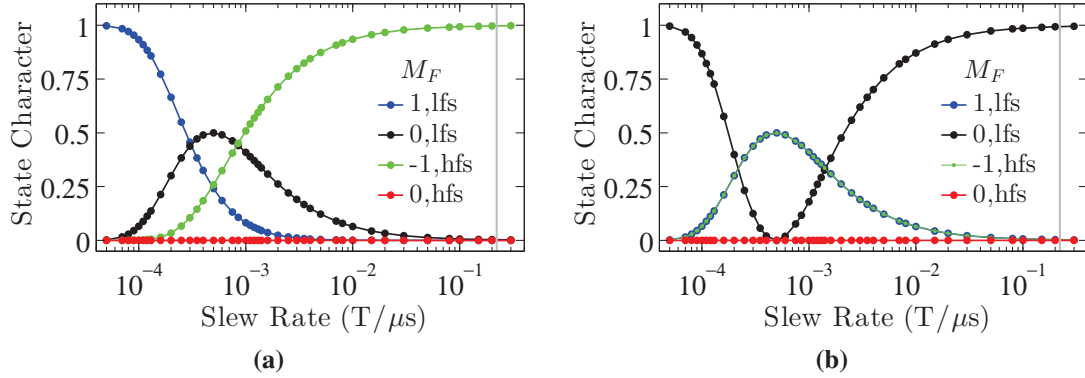 State Character
1
0.75
0.5
0.25
0
M_F
1,lfs
0,lfs
-1,hfs
0,hfs
10⁻⁴ 10⁻³ 10⁻² 10⁻¹
Slew Rate (T/μs)
(a)
State Character
1
0.75
0.5
0.25
0
M_F
1,lfs
0,lfs
-1,hfs
0,hfs
10⁻⁴ 10⁻³ 10⁻² 10⁻¹
Slew Rate (T/μs)
(b)